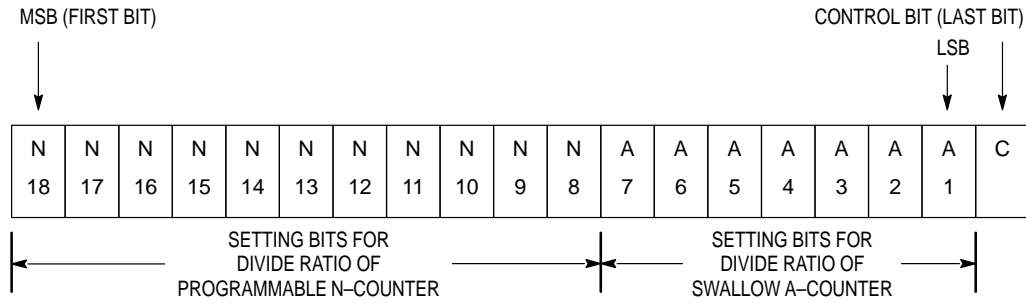 MSB (FIRST BIT)
CONTROL BIT (LAST BIT)
LSB
N N N N N N N N N N N A A A A A A A C
18 17 16 15 14 13 12 11 10 9 8 7 6 5 4 3 2 1
SETTING BITS FOR
DIVIDE RATIO OF
PROGRAMMABLE N–COUNTER
SETTING BITS FOR
DIVIDE RATIO OF
SWALLOW A–COUNTER